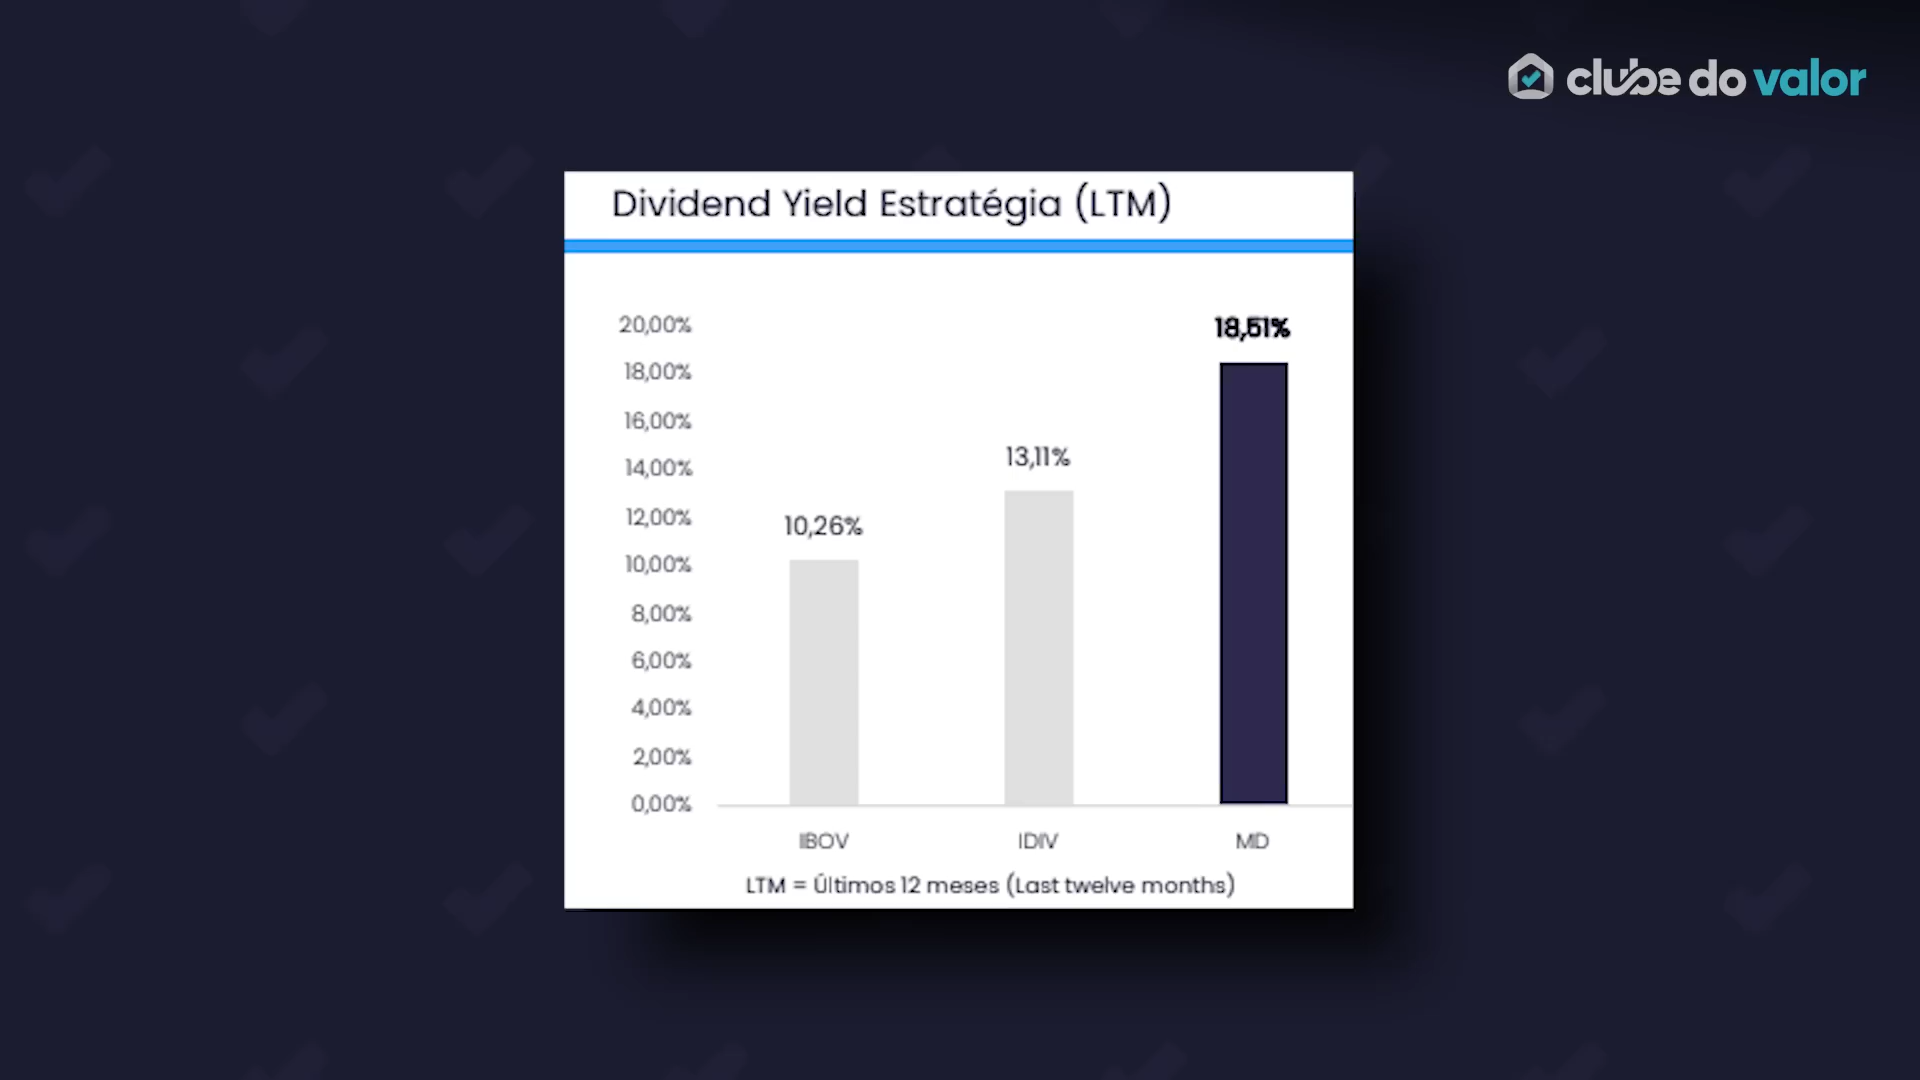 clube do valor
Dividend Yield Estratégia (LTM)
20,00%
18,00%
16,00%
14,00%
12,00%
10,00%
8,00%
6,00%
4,00%
2,00%
0,00%
10,26%
13,11%
IBOV
IDIV
MD
LTM = Últimos 12 meses (Last twelve months)